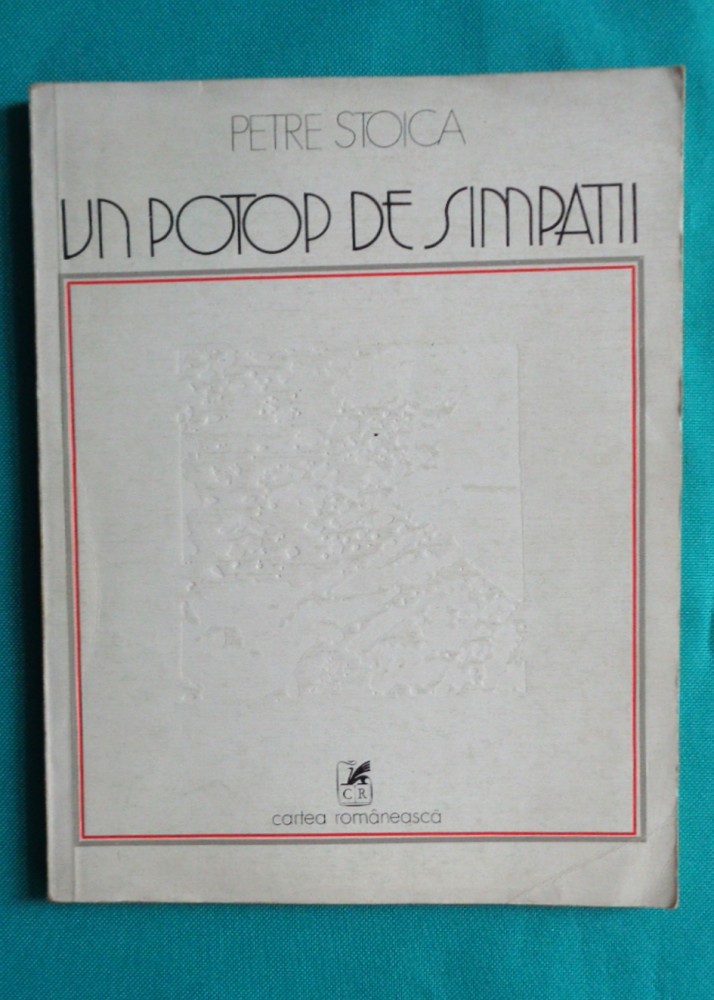 PETRE STOICA
UN POTOP DE SIMPATII
CR
cartea românească